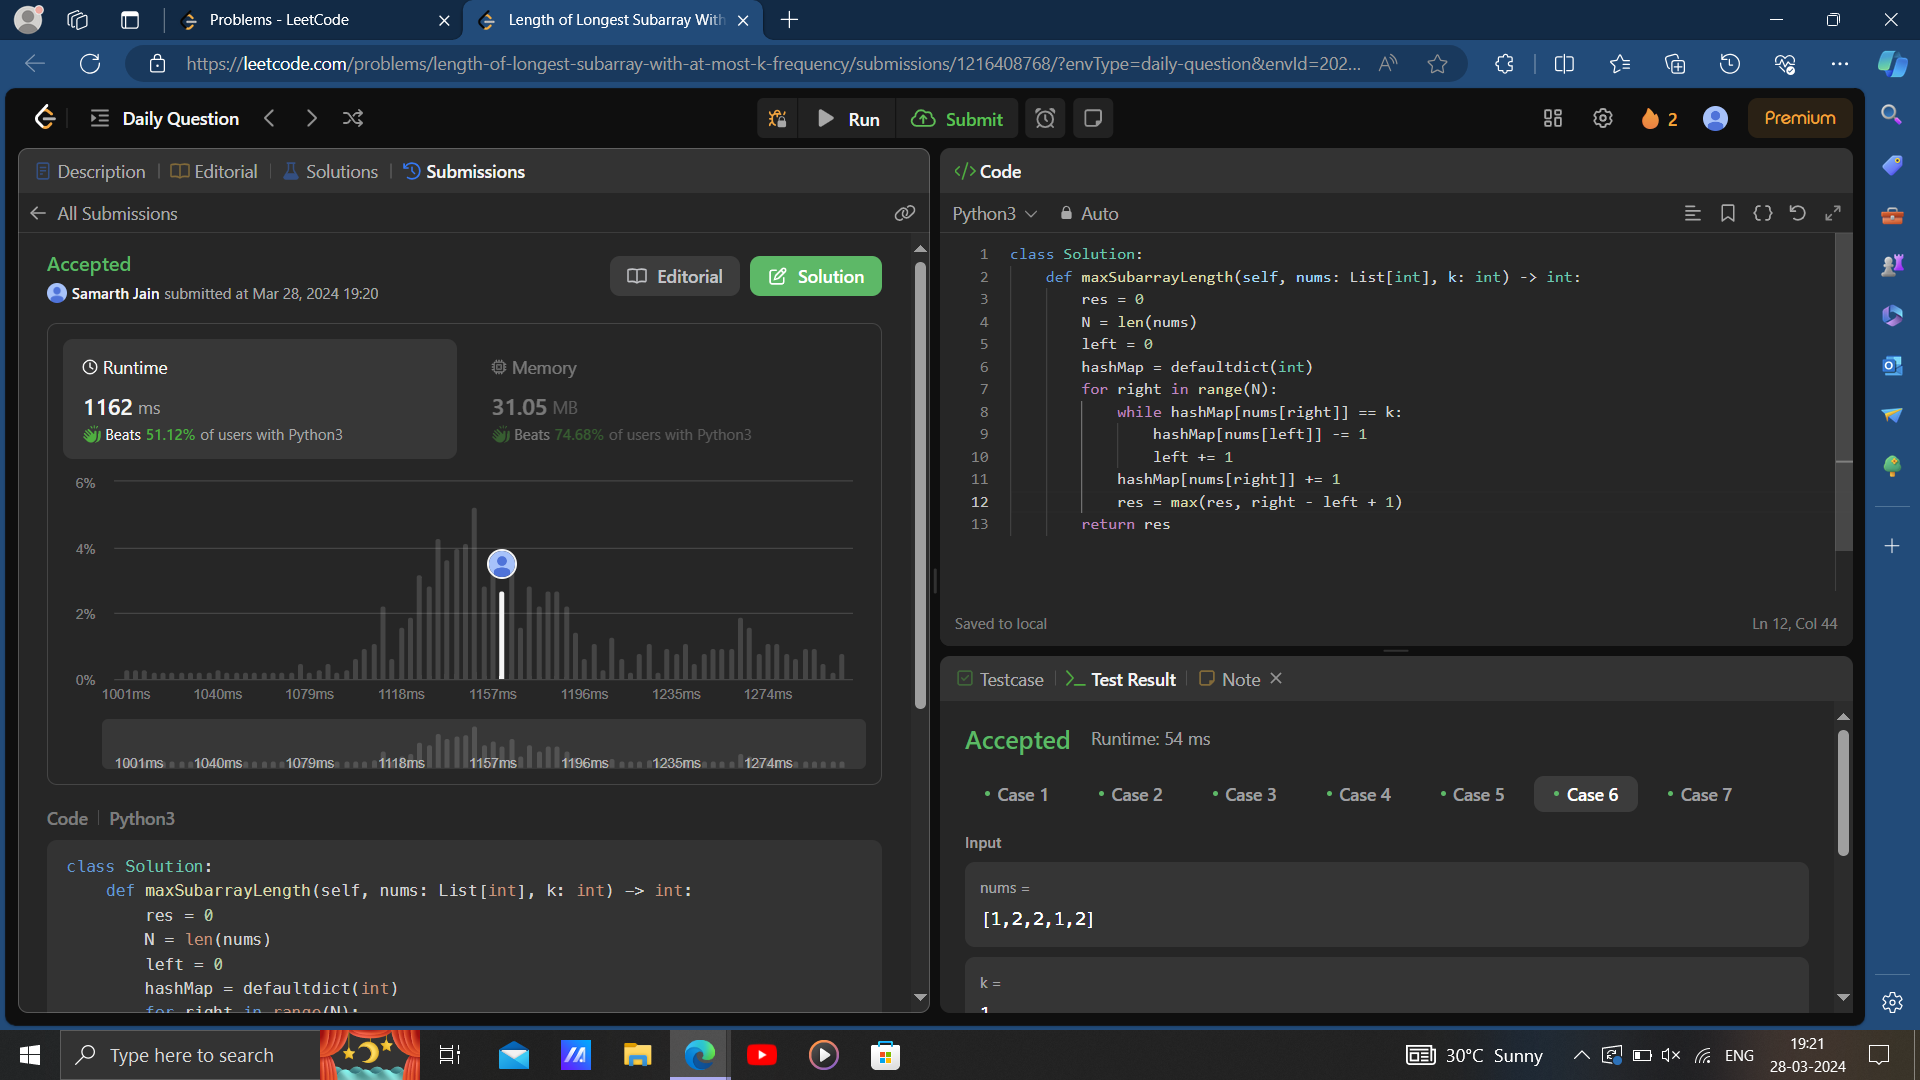 Problems - LeetCode
Length of Longest Subarray With
https://leetcode.com/problems/length-of-longest-subarray-with-at-most-k-frequency/submissions/1216408768/?envType=daily-question&envId=202...
Daily Question
Run
Submit
2
Premium
Description
Editorial
Solutions
Submissions
All Submissions
Accepted
Samarth Jain submitted at Mar 28, 2024 19:20
Editorial
Solution
Runtime
1162 ms
Beats 51.12% of users with Python3
Memory
31.05 MB
Beats 74.68% of users with Python3
6%
4%
2%
0%
1001ms 1040ms 1079ms 1118ms 1157ms 1196ms 1235ms 1274ms
1001ms 1040ms 1079ms 1118ms 1157ms 1196ms 1235ms 1274ms
Code | Python3
class Solution:
def maxSubarrayLength(self, nums: List[int], k: int) -> int:
res = 0
N = len(nums)
left = 0
hashMap = defaultdict(int)
for right in range(N):
</> Code
Python3
Auto
1 class Solution:
2 def maxSubarrayLength(self, nums: List[int], k: int) -> int:
3 res = 0
4 N = len(nums)
5 left = 0
6 hashMap = defaultdict(int)
7 for right in range(N):
8 while hashMap[nums[right]] == k:
9 hashMap[nums[left]] -= 1
10 left += 1
11 hashMap[nums[right]] += 1
12 res = max(res, right - left + 1)
13 return res
Saved to local
Ln 12, Col 44
Testcase
Test Result
Note
Accepted Runtime: 54 ms
Case 1 Case 2 Case 3 Case 4 Case 5 Case 6 Case 7
Input
nums =
[1,2,2,1,2]
k =
1
Type here to search
30°C Sunny
ENG
19:21
28-03-2024